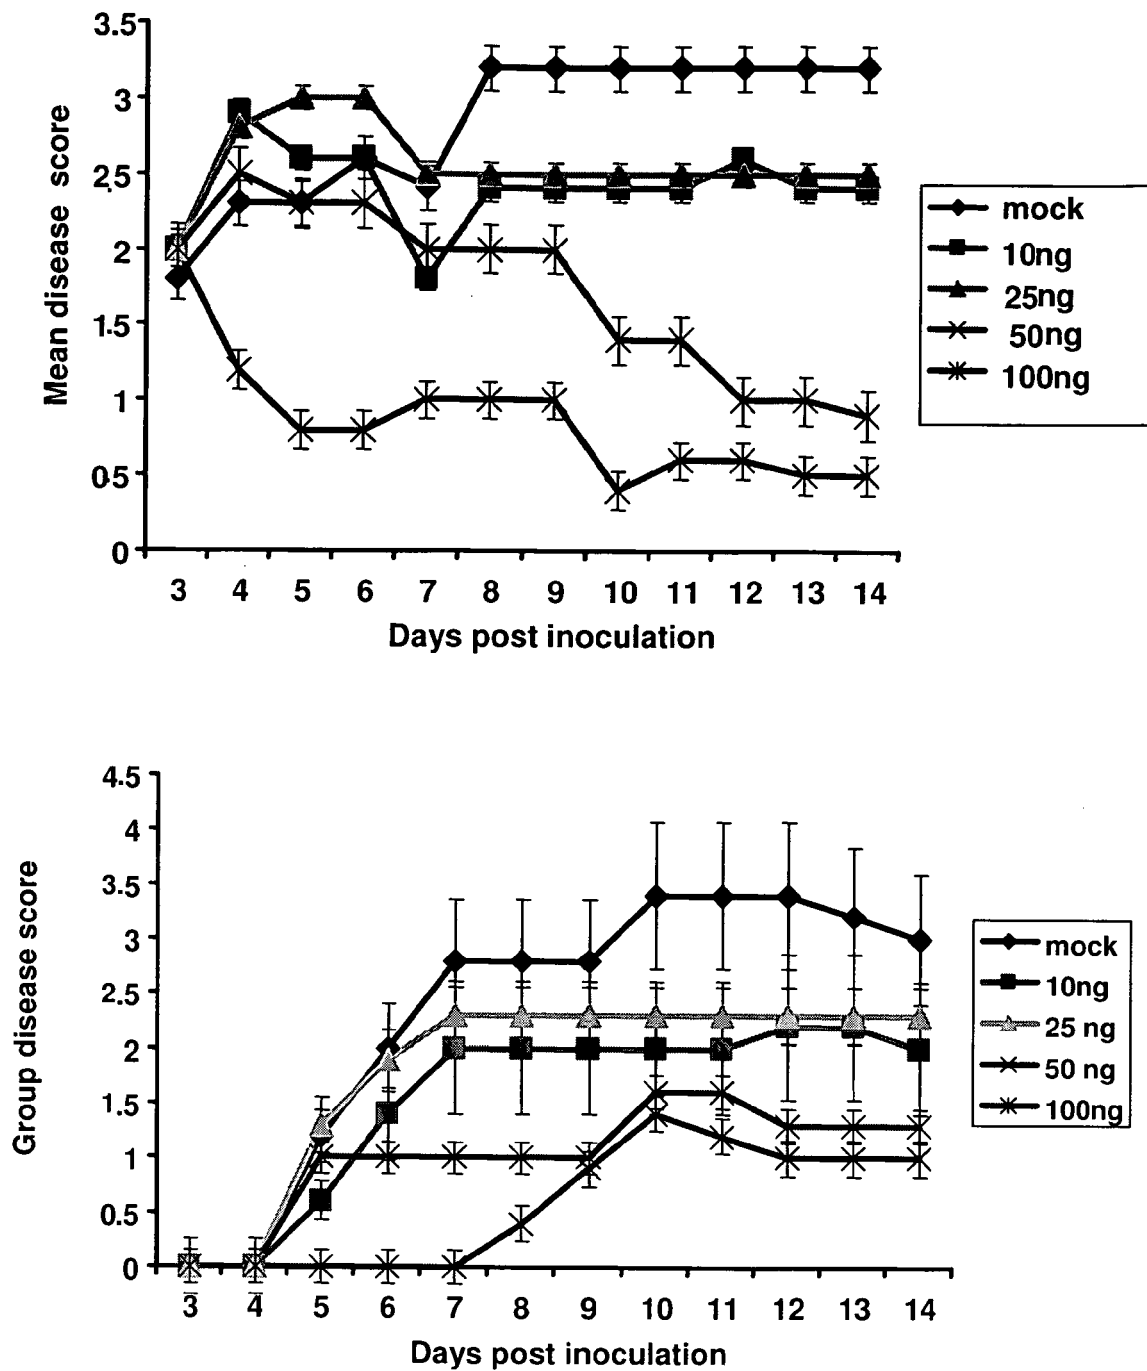 3.5
3
2.5
2
1.5
1
05
0
Mean disease score
3 4 5 6 7 8 9 10 11 12 13 14
Days post inoculation
mock
10ng
25ng
50ng
100ng
4.5
4
3.5
3
2.5
2
1.5
1
0.5
0
Group disease score
3 4 5 6 7 8 9 10 11 12 13 14
Days post inoculation
mock
10ng
25 ng
50 ng
100ng